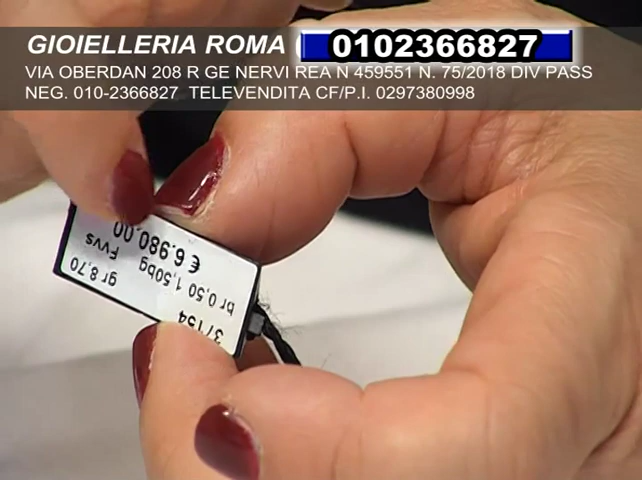 GIOIELLERIA ROMA 0102366827
VIA OBERDAN 208 R GE NERVI REA N 459551 N. 75/2018 DIV PASS
NEG. 010-2366827 TELEVENDITA CF/P.I. 0297380998
37154
br 0,50 1,50bg
gr 8,70 Fvvs
€ 6.980,00